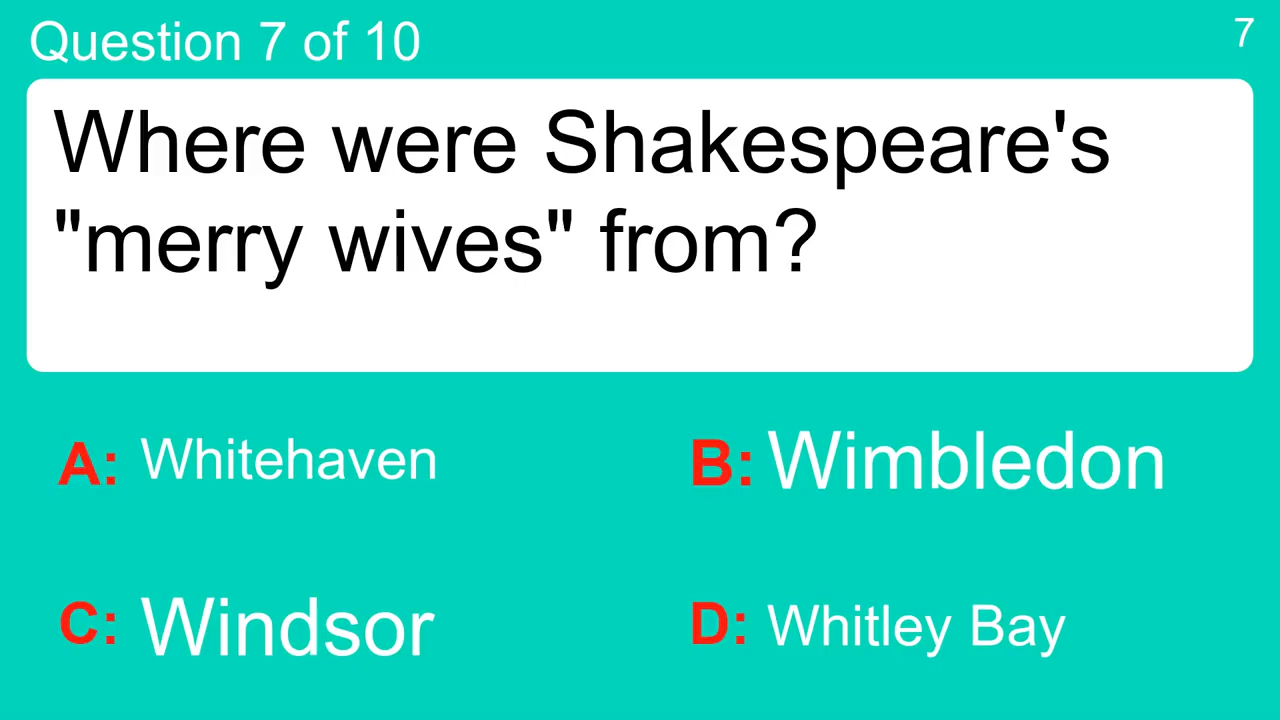 Question 7 of 10
7
Where were Shakespeare's
"merry wives" from?
A: Whitehaven
B: Wimbledon
C: Windsor
D: Whitley Bay